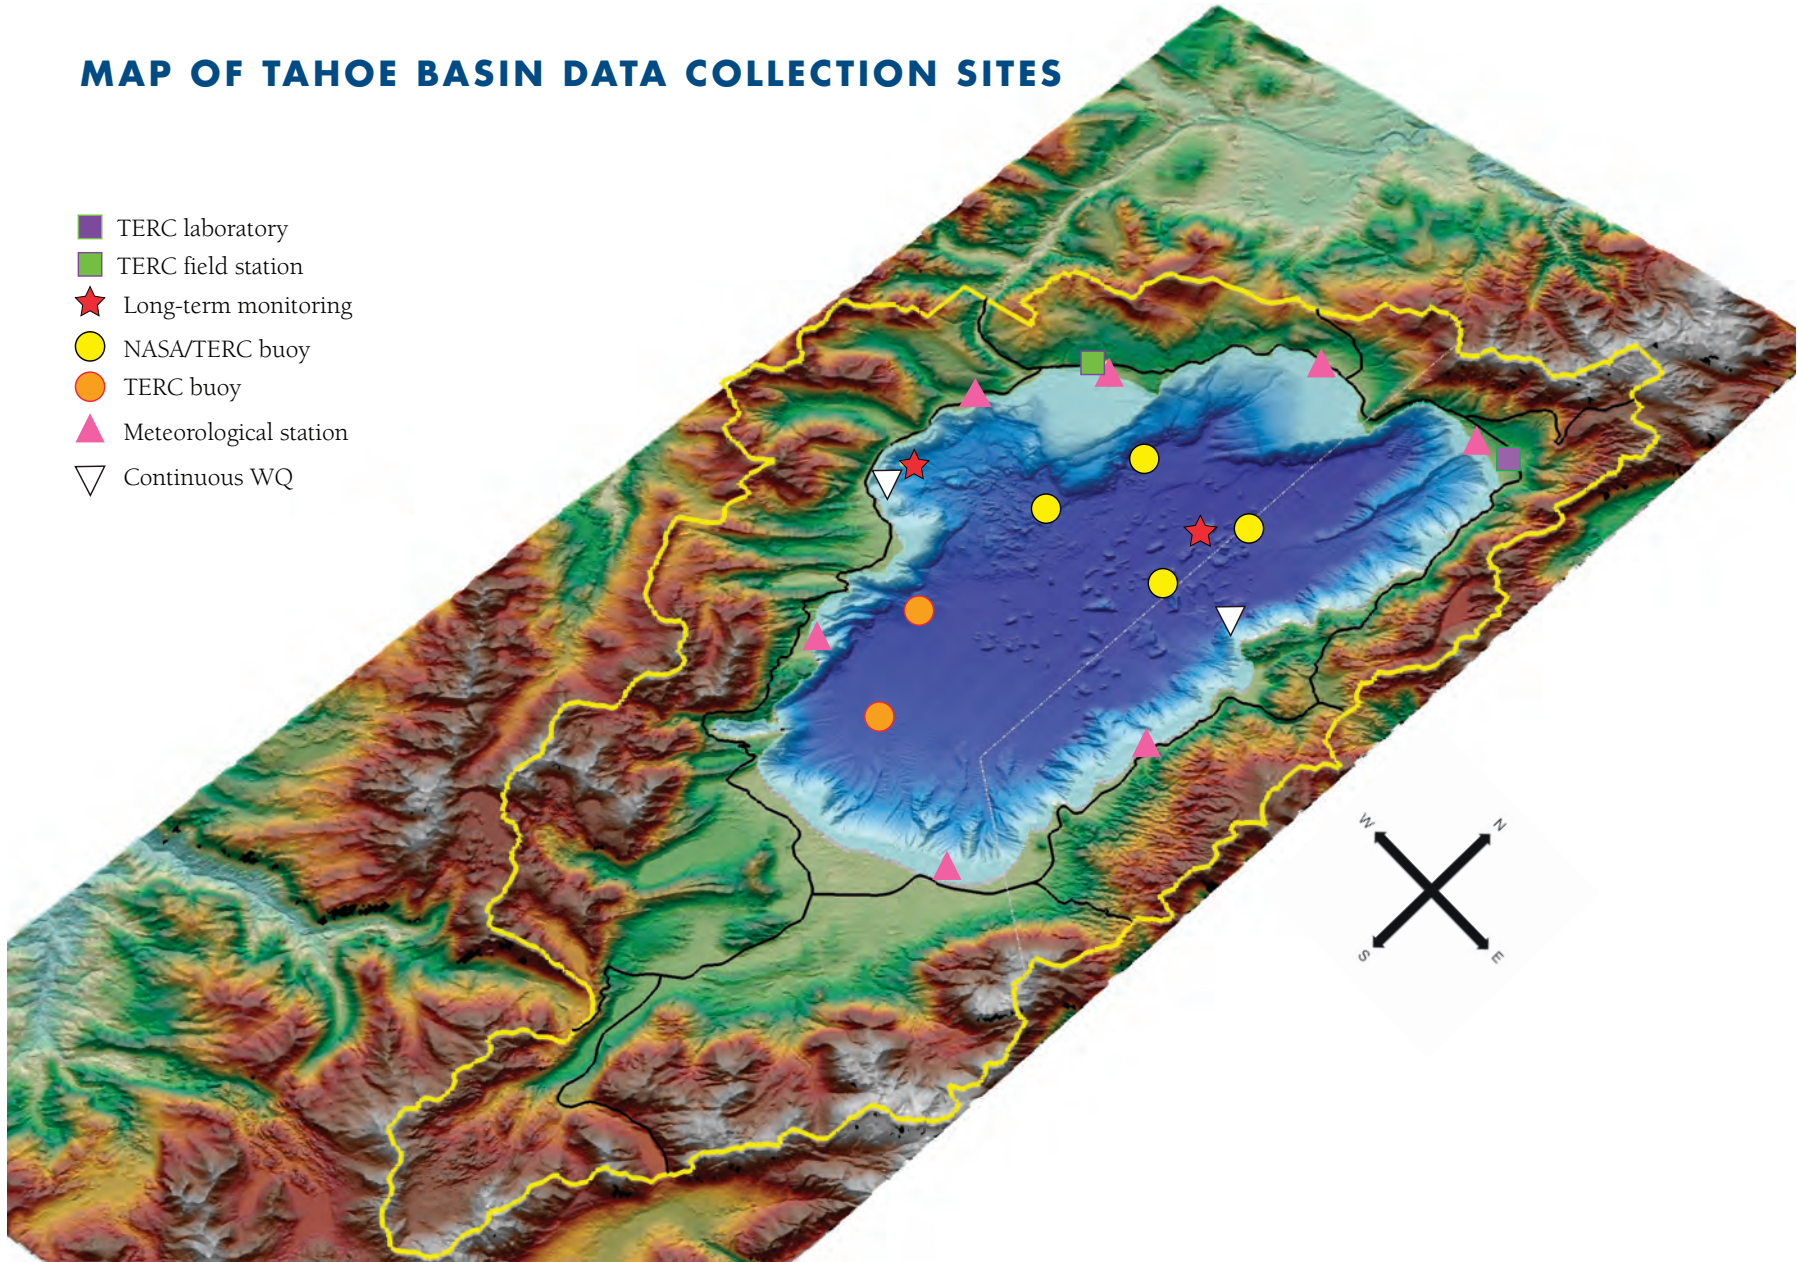 MAP OF TAHOE BASIN DATA COLLECTION SITES
TERC laboratory
TERC field station
Long-term monitoring
NASA/TERC buoy
TERC buoy
Meteorological station
Continuous WQ
W
N
S
E